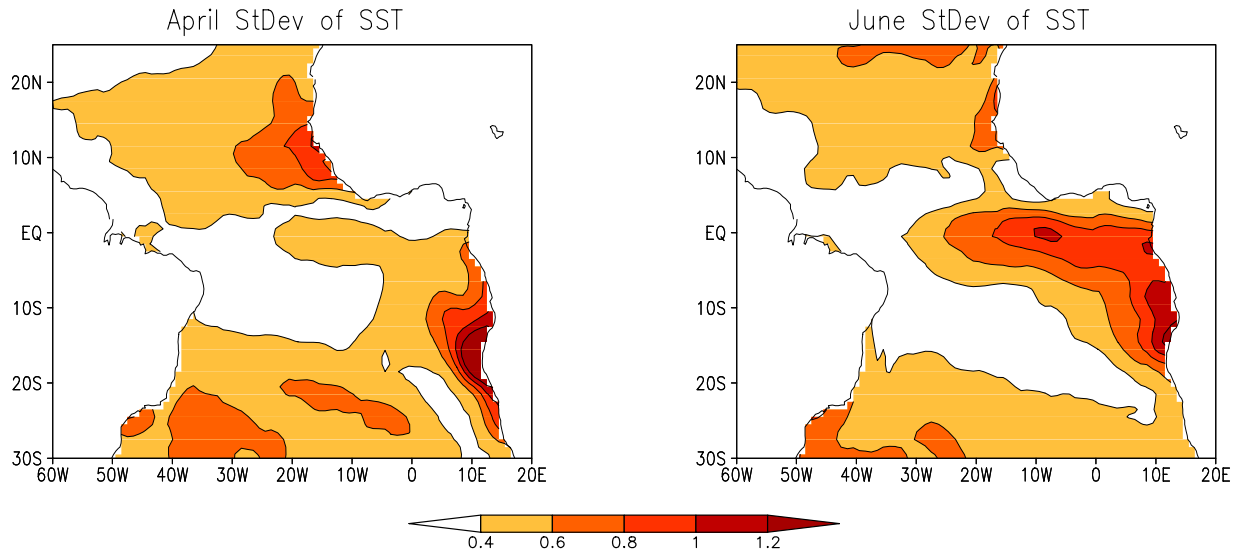 April StDev of SST
June StDev of SST
20N
10N
EQ
10S
20S
30S
60W 50W 40W 30W 20W 10W 0 10E 20E
20N
10N
EQ
10S
20S
30S
60W 50W 40W 30W 20W 10W 0 10E 20E
0.4 0.6 0.8 1 1.2